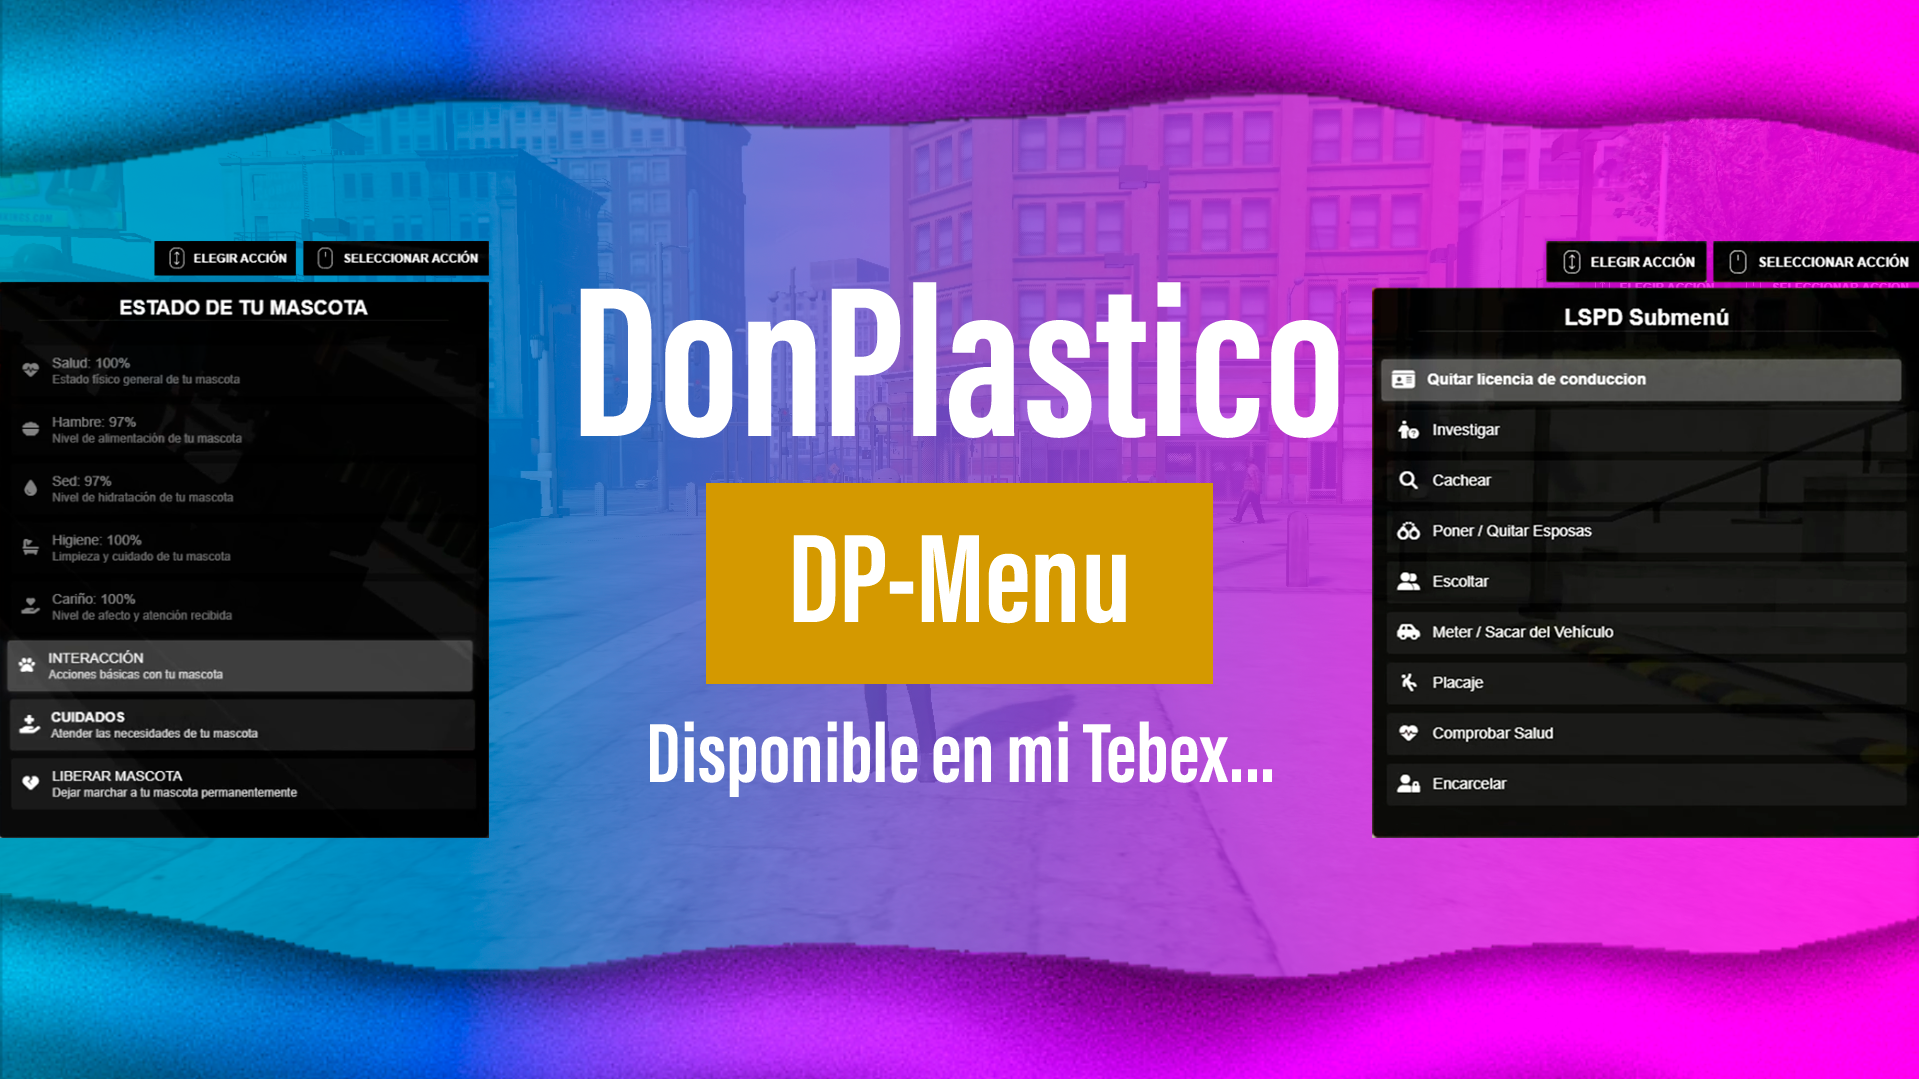 ELEGIR ACCIÓN
SELECCIONAR ACCIÓN
ESTADO DE TU MASCOTA
Salud: 100%
Estado físico general de tu mascota
Hambre: 97%
Nivel de alimentación de tu mascota
Sed: 97%
Nivel de hidratación de tu mascota
Higiene: 100%
Limpieza y cuidado de tu mascota
Cariño: 100%
Nivel de afecto y atención recibida
INTERACCIÓN
Acciones básicas con tu mascota
CUIDADOS
Atender las necesidades de tu mascota
LIBERAR MASCOTA
Dejar marchar a tu mascota permanentemente
DonPlastico
DP-Menu
Disponible en mi Tebex...
ELEGIR ACCIÓN
SELECCIONAR ACCIÓN
ELEGIR ACCIÓN
SELECCIONAR ACCIÓN
LSPD Submenú
Quitar licencia de conduccion
Investigar
Cachear
Poner / Quitar Esposas
Escoltar
Meter / Sacar del Vehículo
Placaje
Comprobar Salud
Encarcelar